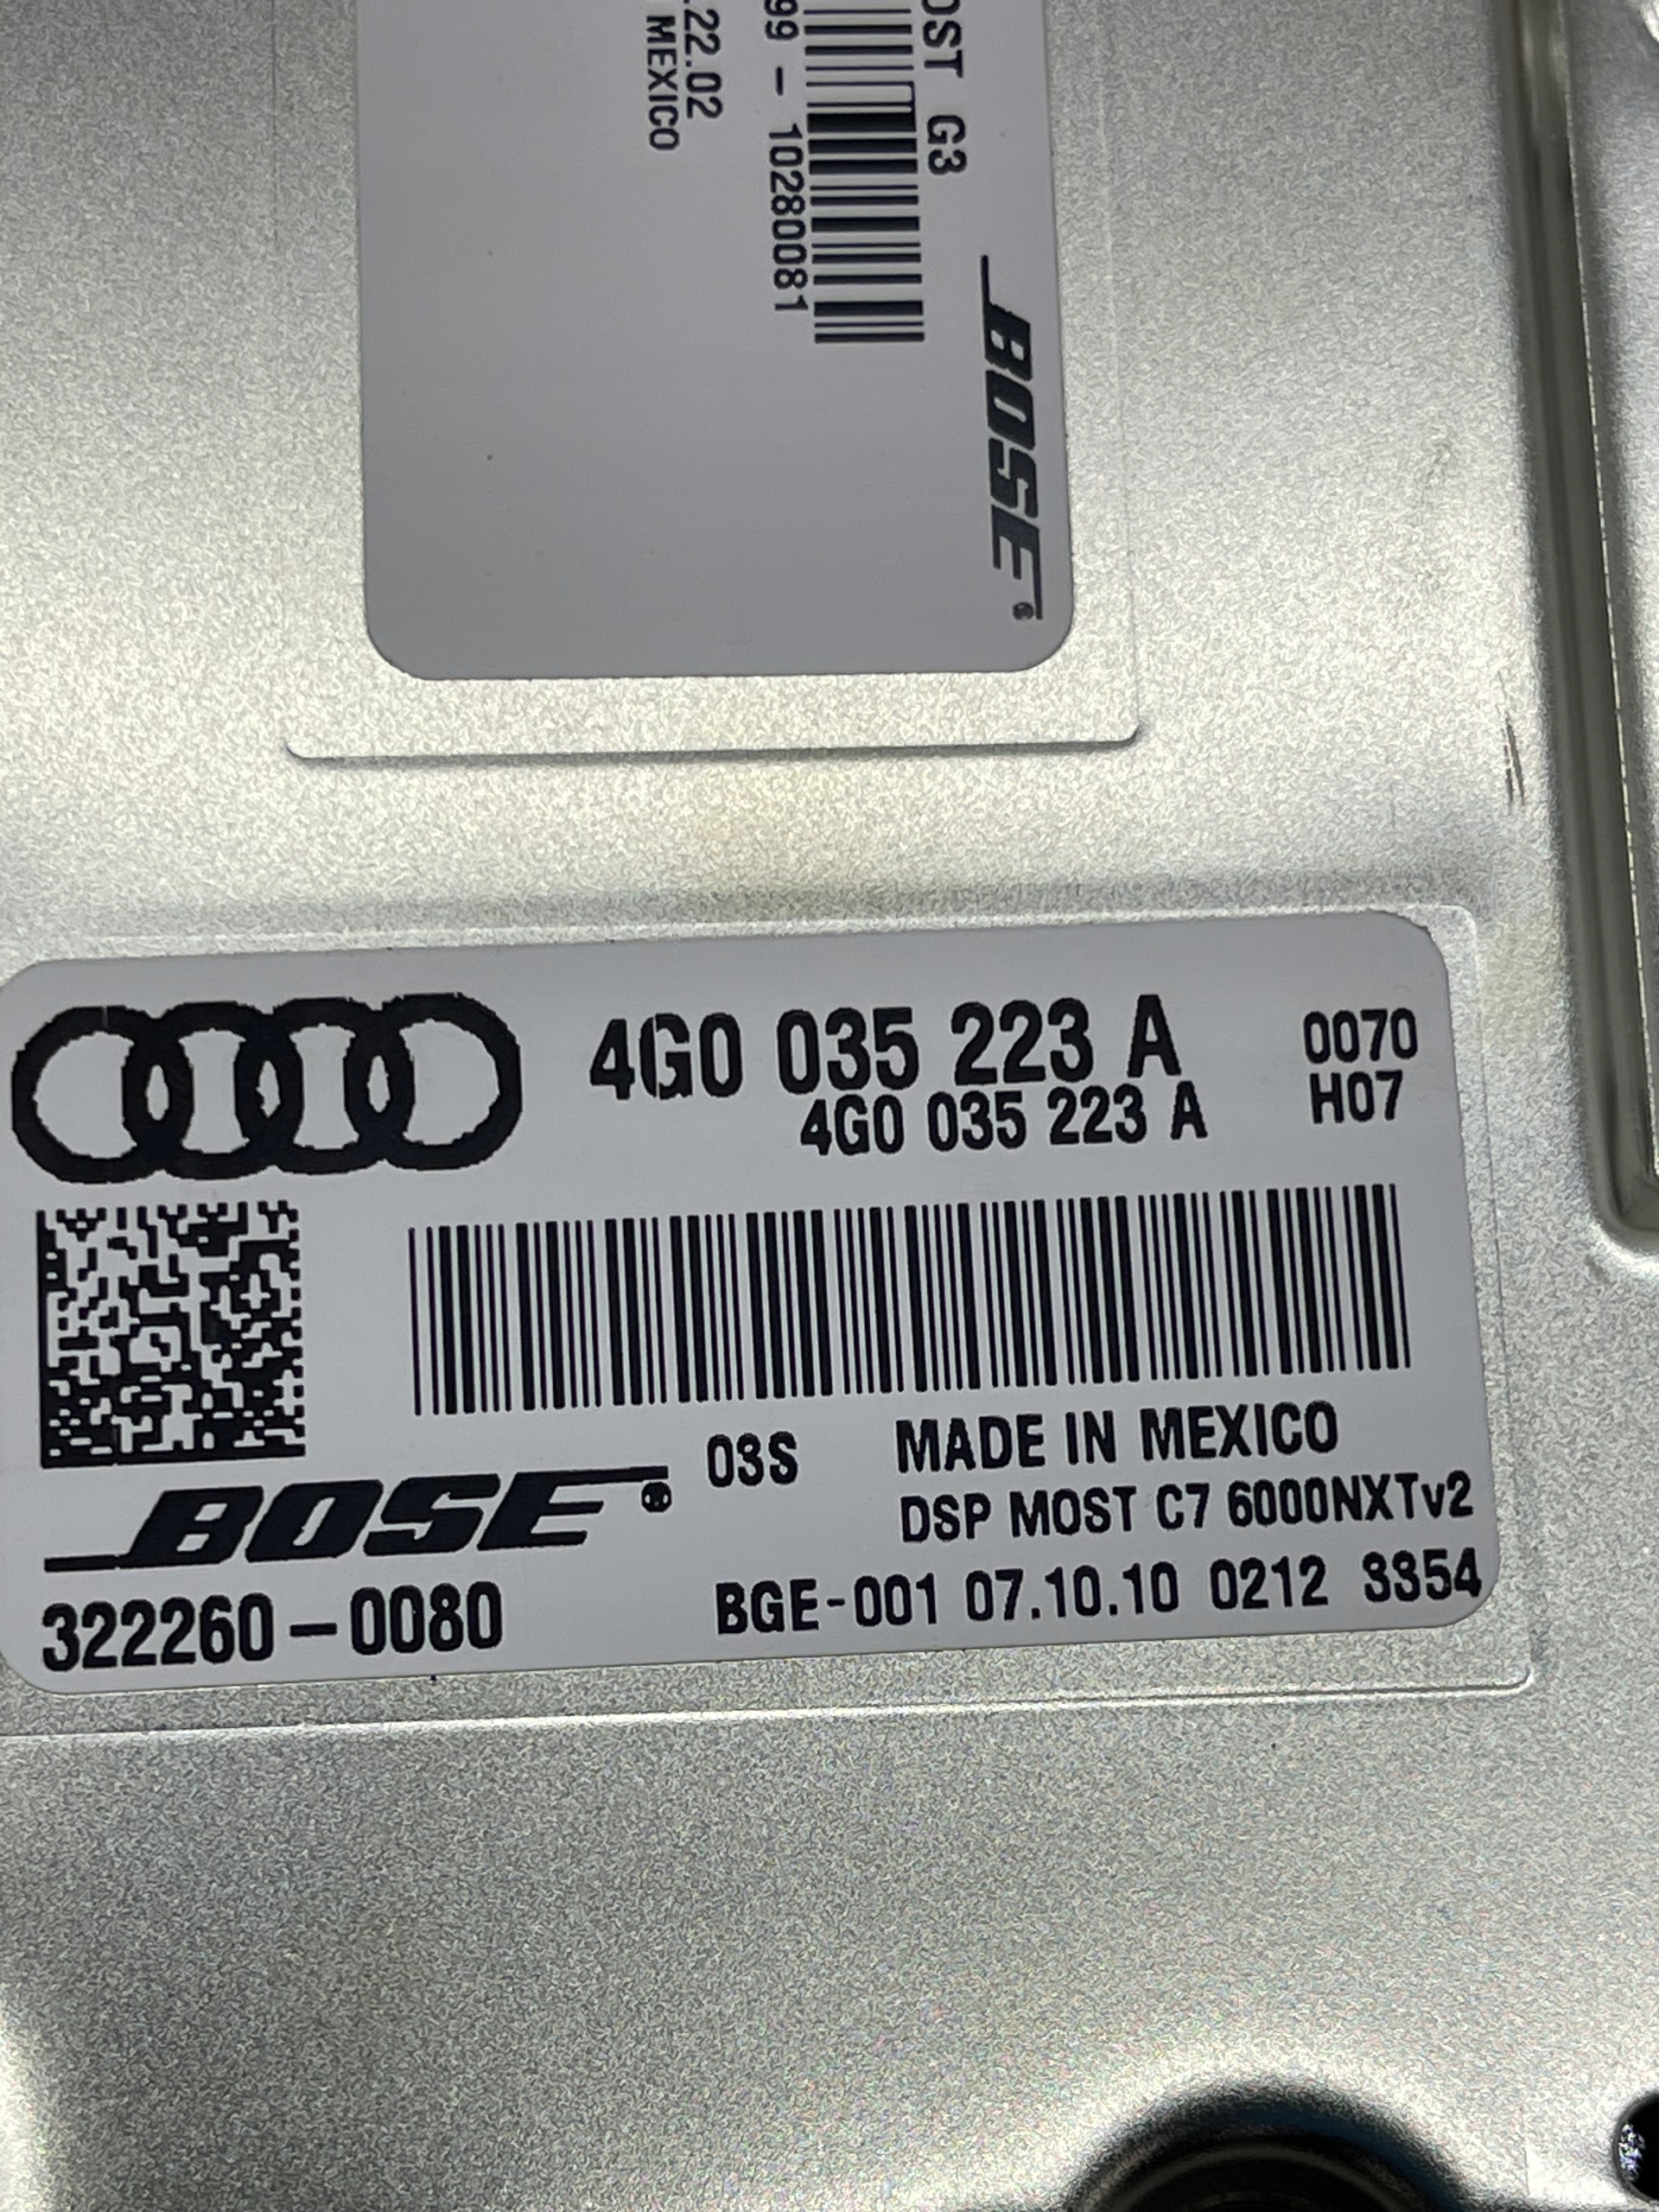 OST G3
BOSE®
99 - 10280081
.22.02
MEXICO
4G0 035 223 A
0070
4G0 035 223 A
H07
03S
MADE IN MEXICO
BOSE®
DSP MOST C7 6000NXTv2
322260-0080
BGE-001 07.10.10 0212 3354